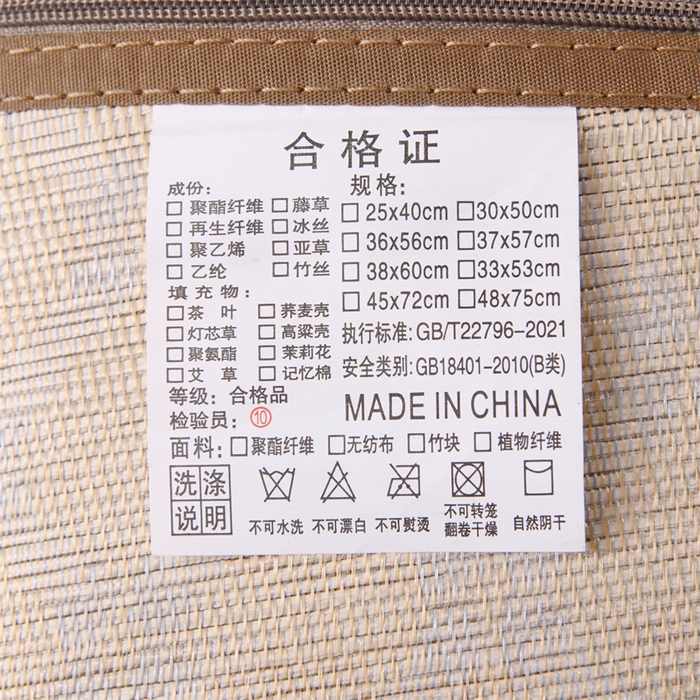 合格证
成份： 规格:
□ 聚酯纤维 □ 藤草 □ 25x40cm □ 30x50cm
□ 再生纤维 □ 冰丝 □ 36x56cm □ 37x57cm
□ 聚乙烯 □ 亚草 □ 38x60cm □ 33x53cm
□ 乙纶 □ 竹丝 □ 45x72cm □ 48x75cm
填充物:
□ 茶叶 □ 荞麦壳
□ 灯芯草 □ 高粱壳
□ 聚氨酯 □ 茉莉花
□ 艾草 □ 记忆棉
执行标准: GB/T22796-2021
安全类别: GB18401-2010(B类)
等级: 合格品
检验员: ⑩
MADE IN CHINA
面料: □ 聚酯纤维 □ 无纺布 □ 竹块 □ 植物纤维
洗涤
说明
不可水洗 不可漂白 不可熨烫 不可转笼翻卷干燥 自然阴干